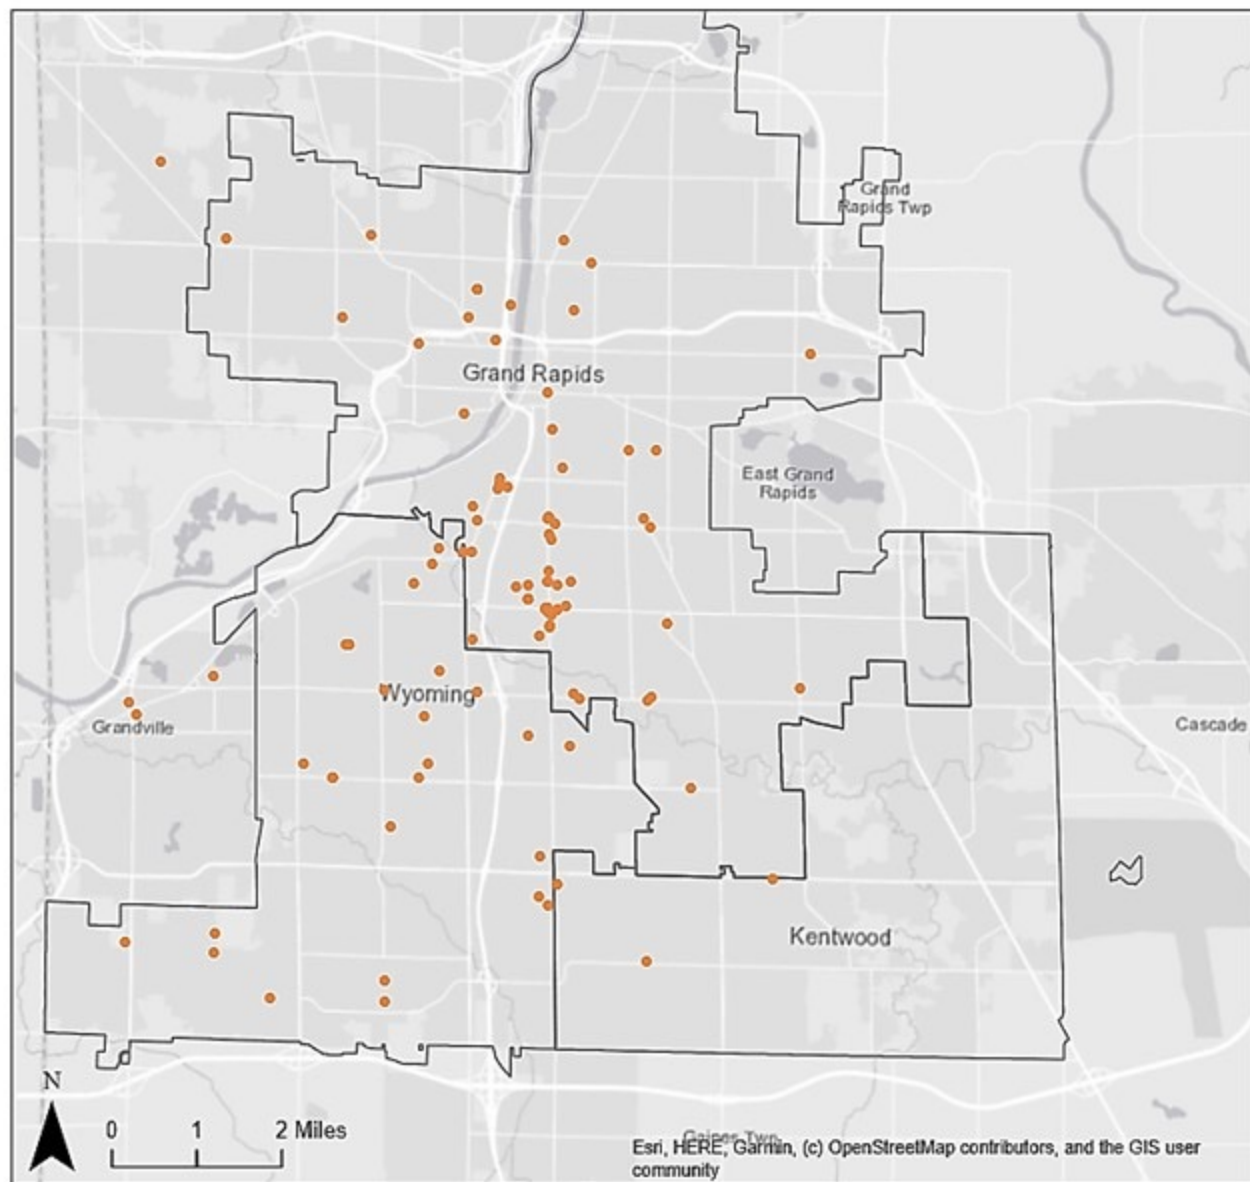 Grand
Rapids Twp
Grand Rapids
East Grand
Rapids
Wyoming
Grandville
Cascade
Kentwood
N
0 1 2 Miles
Gaines Twp
Esri, HERE, Garmin, (c) OpenStreetMap contributors, and the GIS user
community